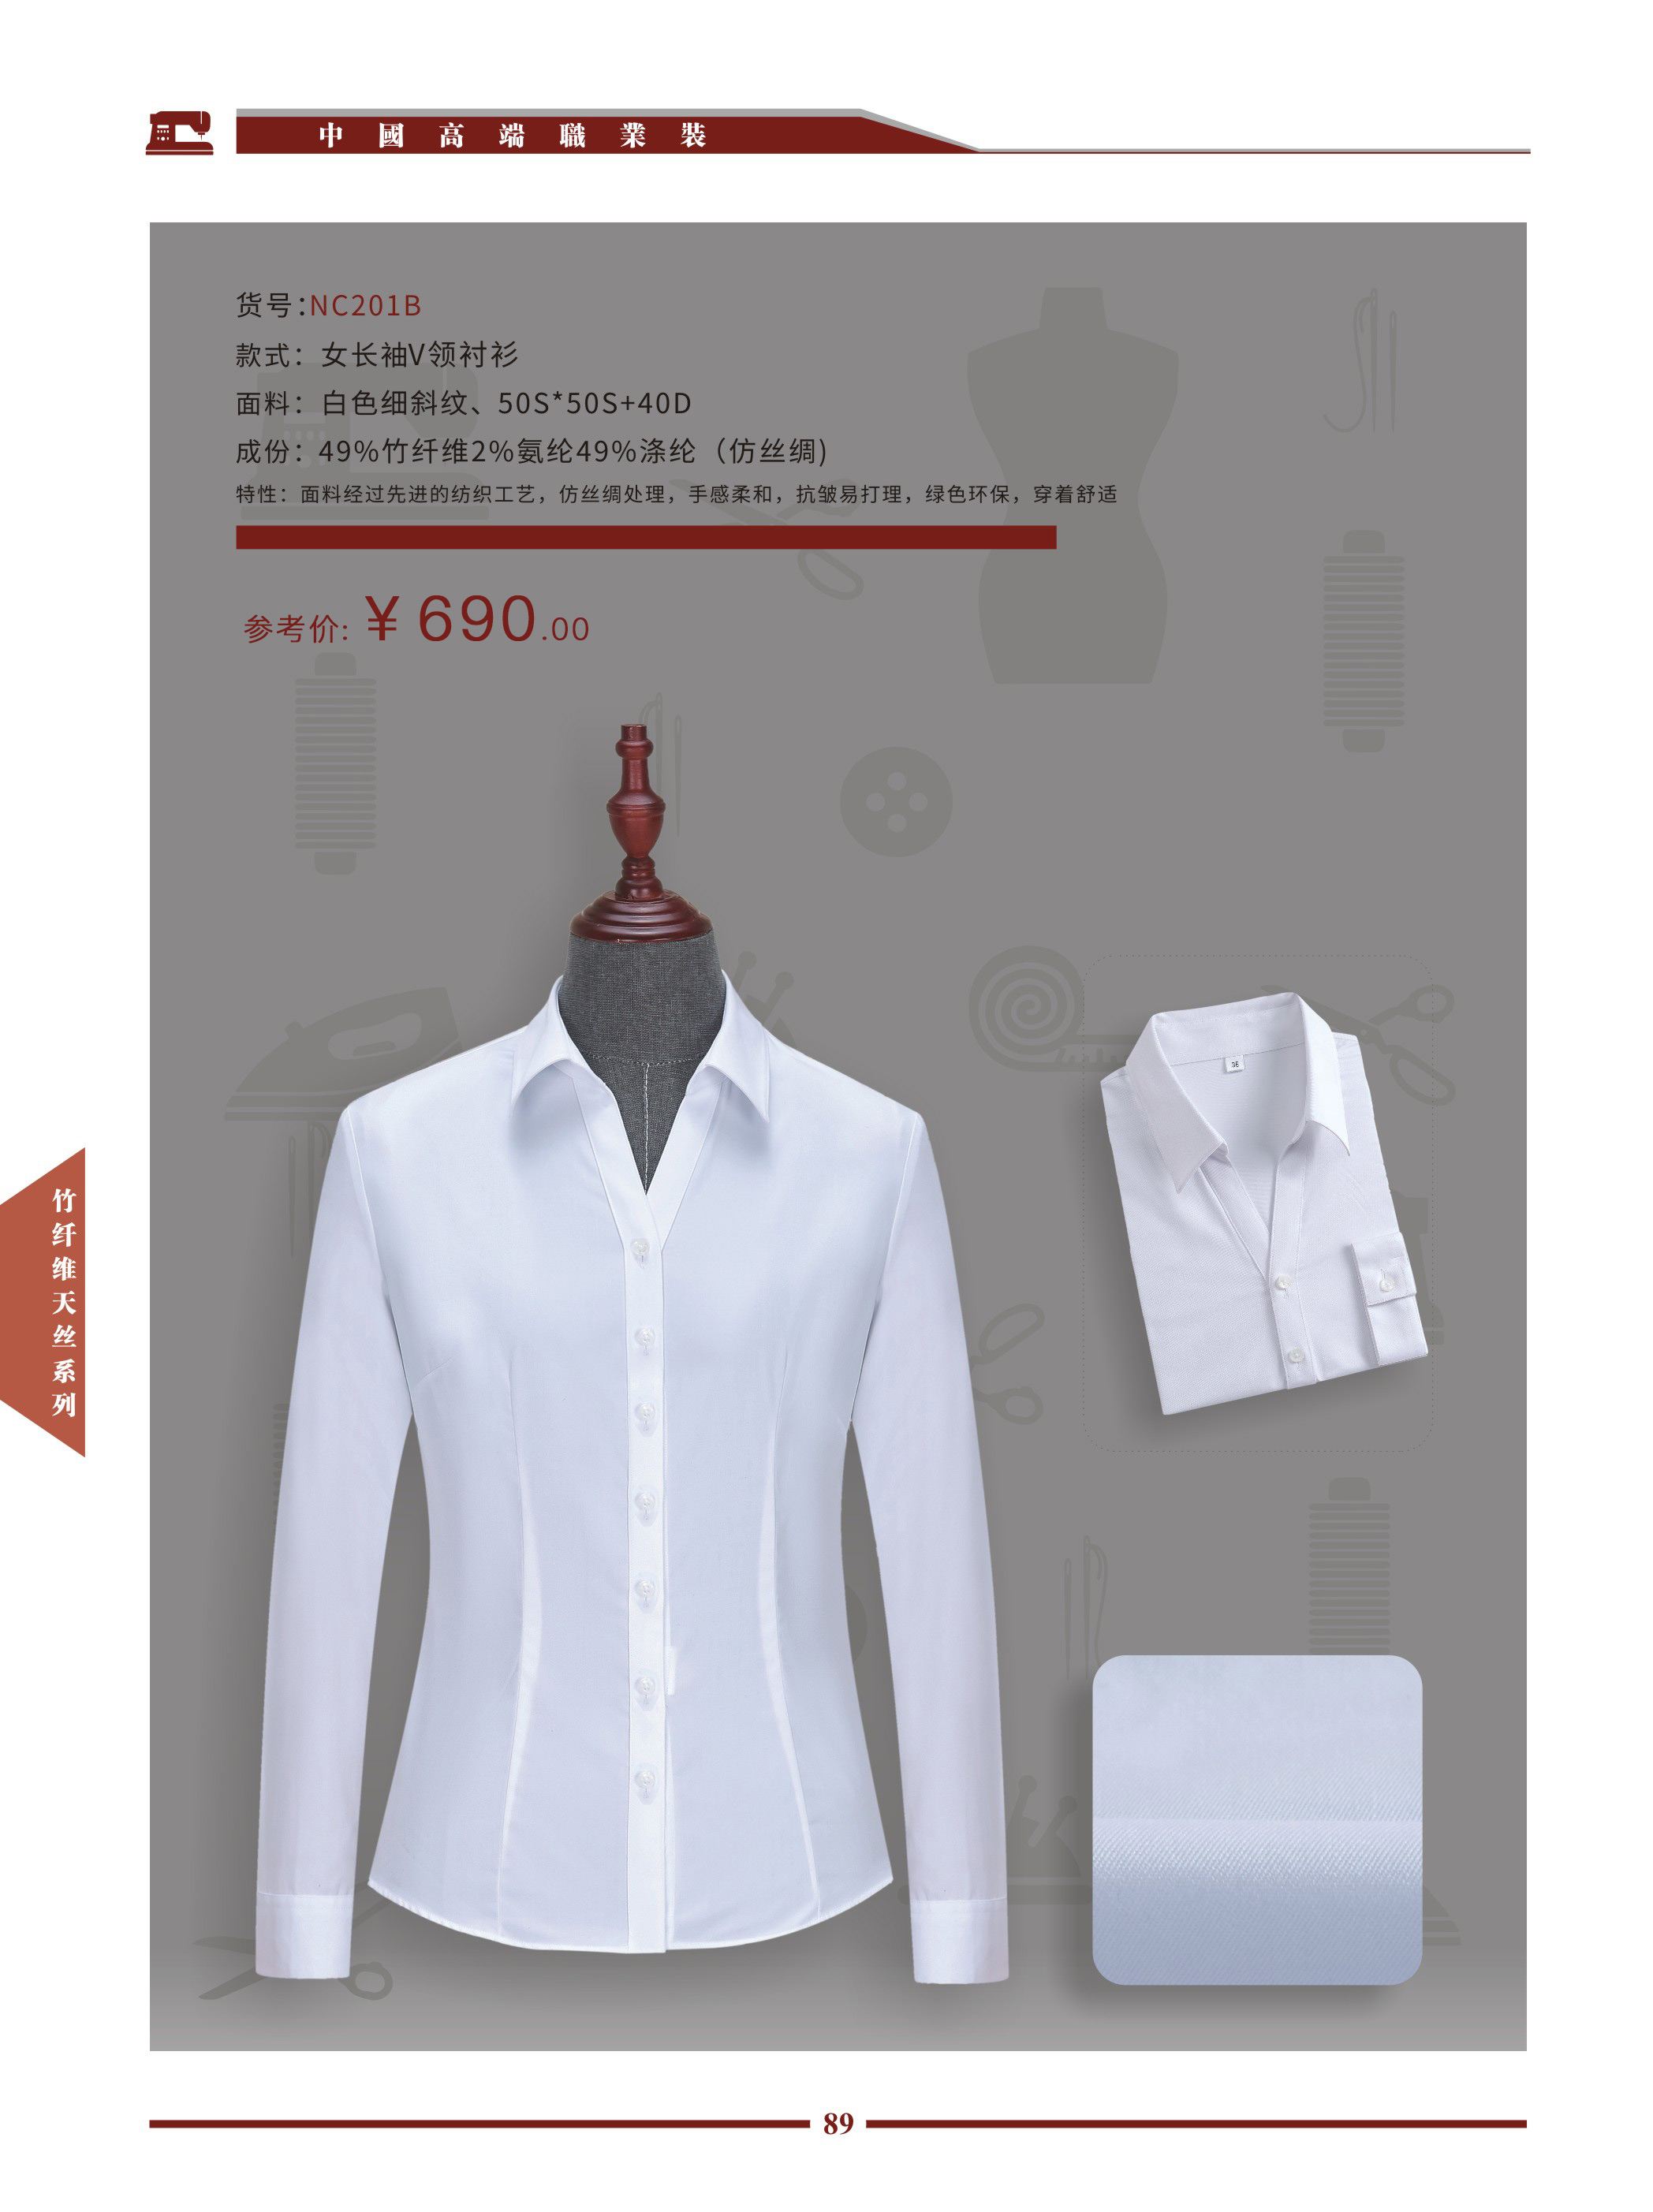 中國高端職業裝
货号:NC201B
款式：女长袖V领衬衫
面料：白色细斜纹、50S*50S+40D
成份：49%竹纤维2%氨纶49%涤纶（仿丝绸)
特性：面料经过先进的纺织工艺，仿丝绸处理，手感柔和，抗皱易打理，绿色环保，穿着舒适
参考价: ¥ 690.00
36
竹纤维天丝系列
89